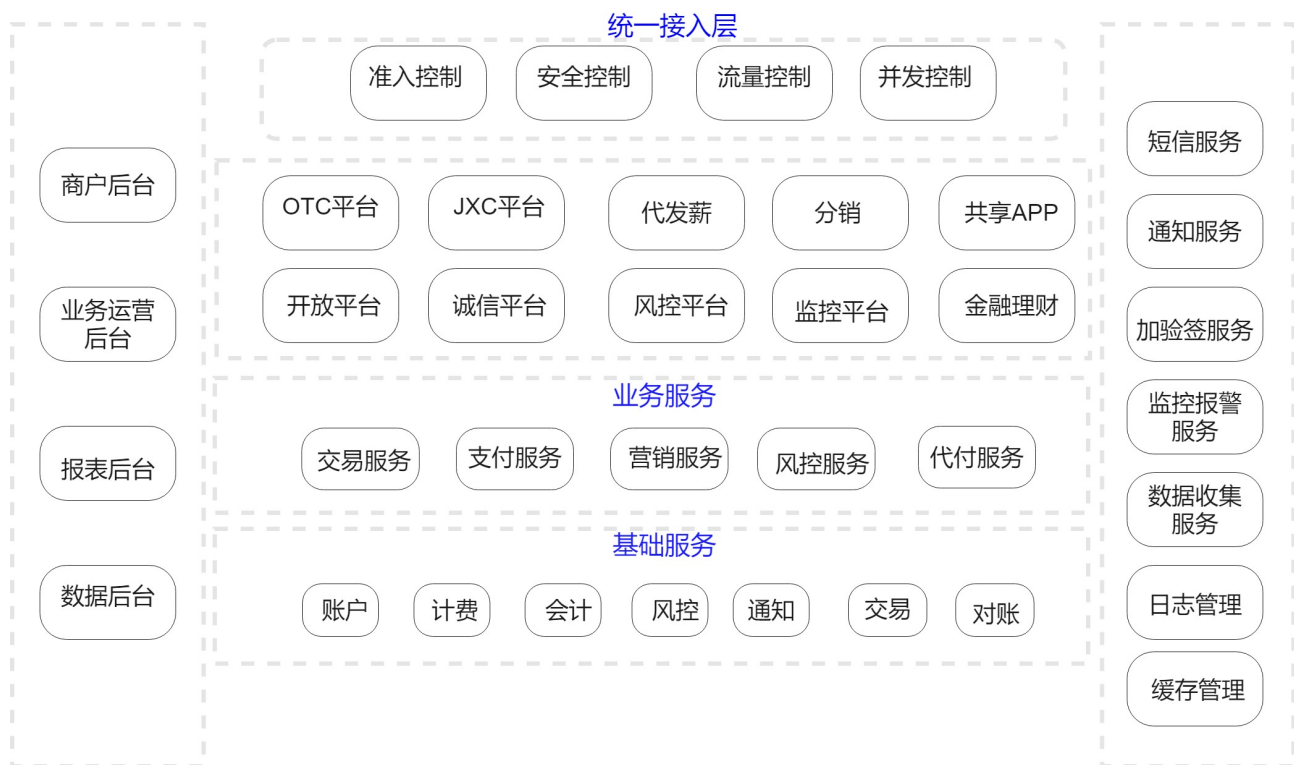 统一接入层
准入控制
安全控制
流量控制
并发控制
商户后台
业务运营
后台
报表后台
数据后台
OTC平台
JXC平台
代发薪
分销
共享APP
开放平台
诚信平台
风控平台
监控平台
金融理财
业务服务
交易服务
支付服务
营销服务
风控服务
代付服务
基础服务
账户
计费
会计
风控
通知
交易
对账
短信服务
通知服务
加验签服务
监控报警
服务
数据收集
服务
日志管理
缓存管理